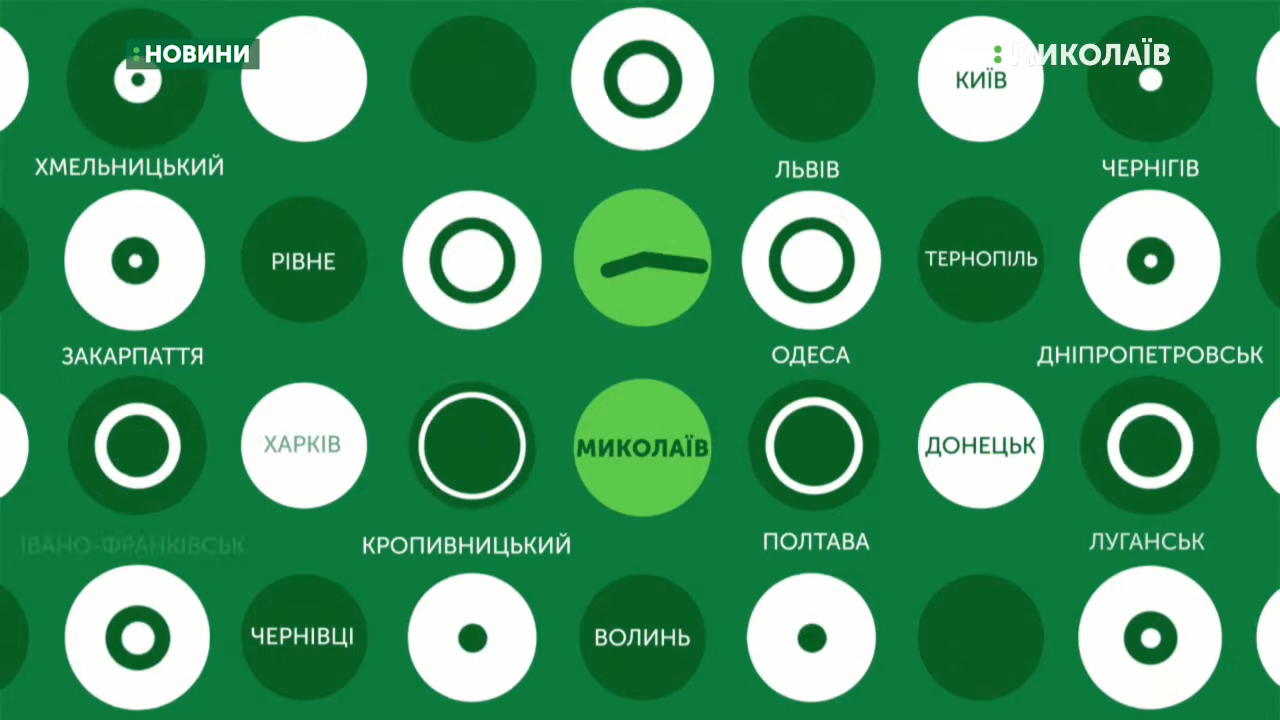 :НОВИНИ
:МИКОЛАЇВ
КИЇВ
ХМЕЛЬНИЦЬКИЙ
ЛЬВІВ
ЧЕРНІГІВ
РІВНЕ
ТЕРНОПІЛЬ
ЗАКАРПАТТЯ
ОДЕСА
ДНІПРОПЕТРОВСЬК
ХАРКІВ
МИКОЛАЇВ
ДОНЕЦЬК
ІВАНО-ФРАНКІВСЬК
КРОПИВНИЦЬКИЙ
ПОЛТАВА
ЛУГАНСЬК
ЧЕРНІВЦІ
ВОЛИНЬ